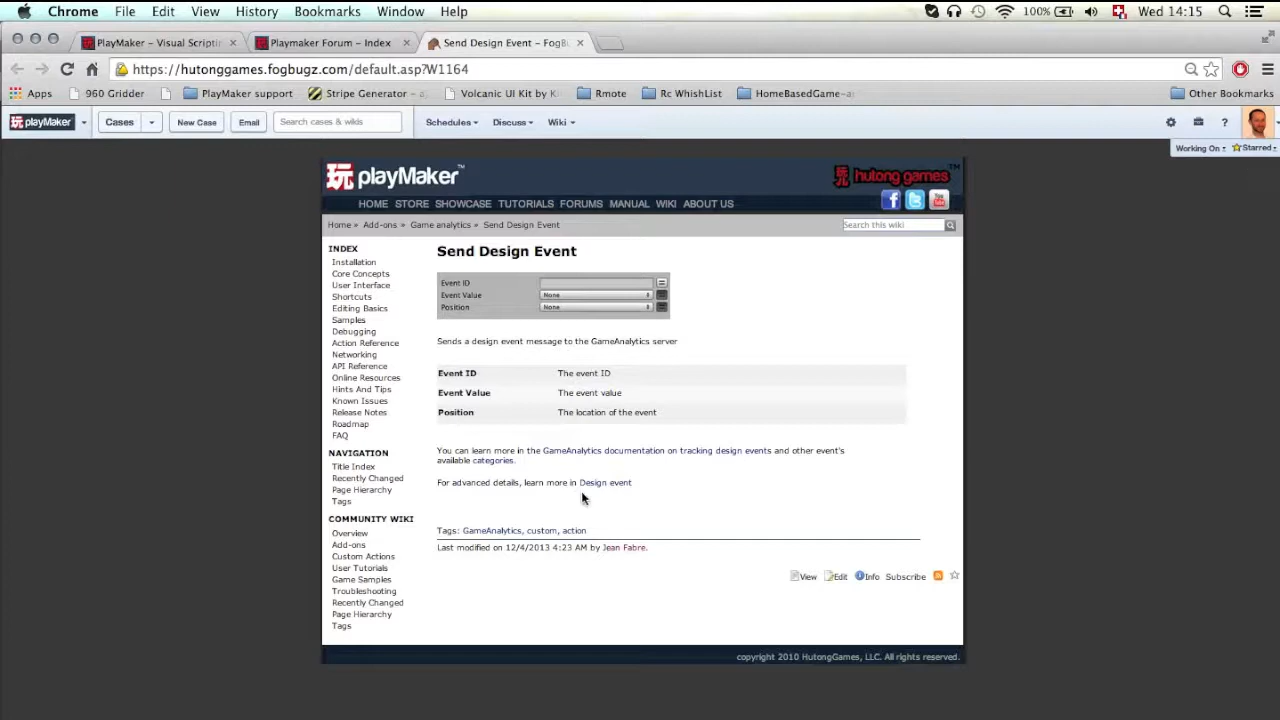 Chrome File Edit View History Bookmarks Window Help 100% Wed 14:15
PlayMaker – Visual Scriptin × Playmaker Forum – Index × Send Design Event – FogBu ×
https://hutonggames.fogbugz.com/default.asp?W1164
Apps 960 Gridder PlayMaker support Stripe Generator – Volcanic UI Kit by K Rmote Rc WhishList HomeBasedGame-a Other Bookmarks
playMaker Cases New Case Email Search cases & wikis Schedules Discuss Wiki ?
Working On Starred
玩 playMaker™ 玩 hutong games™
HOME STORE SHOWCASE TUTORIALS FORUMS MANUAL WIKI ABOUT US
Home » Add-ons » Game analytics » Send Design Event Search this wiki
INDEX
Installation
Core Concepts
User Interface
Shortcuts
Editing Basics
Samples
Debugging
Action Reference
Networking
API Reference
Online Resources
Hints And Tips
Known Issues
Release Notes
Roadmap
FAQ
NAVIGATION
Title Index
Recently Changed
Page Hierarchy
Tags
COMMUNITY WIKI
Overview
Add-ons
Custom Actions
User Tutorials
Game Samples
Troubleshooting
Recently Changed
Page Hierarchy
Tags
Send Design Event
Event ID
Event Value None
Position None
Sends a design event message to the GameAnalytics server
Event ID The event ID
Event Value The event value
Position The location of the event
You can learn more in the GameAnalytics documentation on tracking design events and other event's
available categories.
For advanced details, learn more in Design event
Tags: GameAnalytics, custom, action
Last modified on 12/4/2013 4:23 AM by Jean Fabre.
View Edit Info Subscribe
copyright 2010 HutongGames, LLC. All rights reserved.